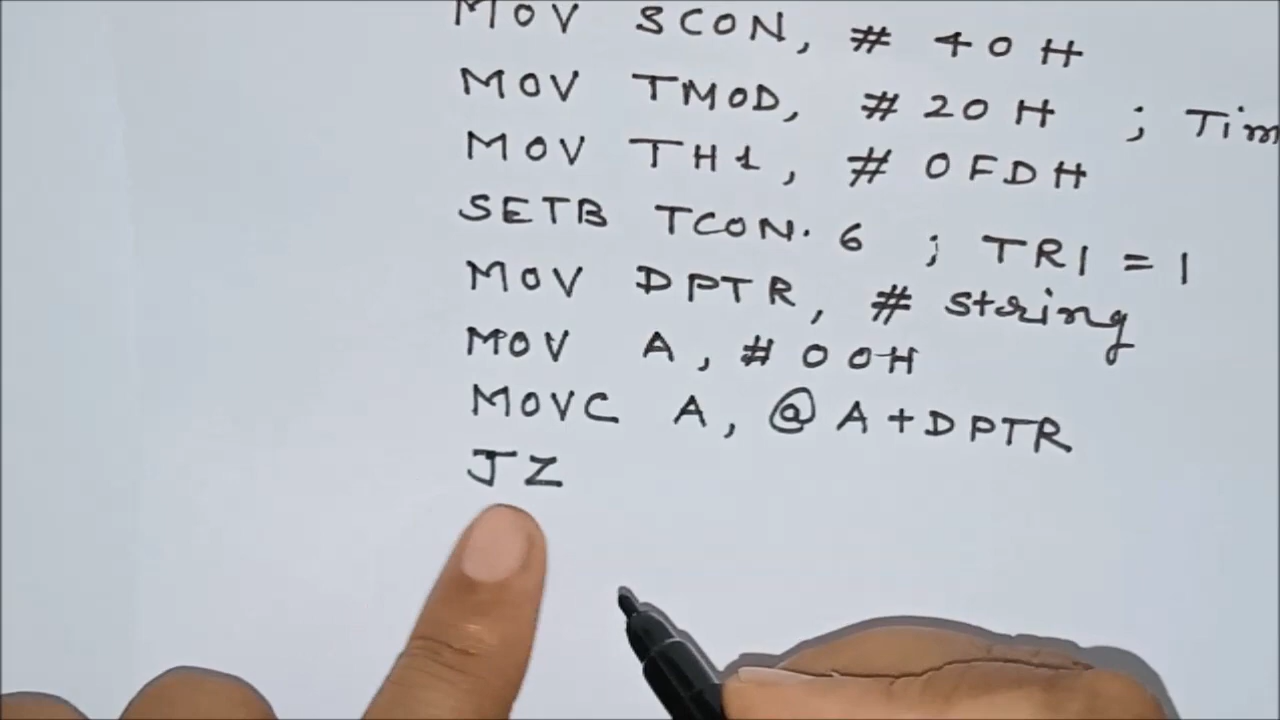 MOV SCON, # 40H
MOV TMOD, # 20H ; Tim
MOV TH1, # 0FDH
SETB TCON.6 ; TR1 = 1
MOV DPTR, # string
MOV A, # 00H
MOVC A, @A+DPTR
JZ